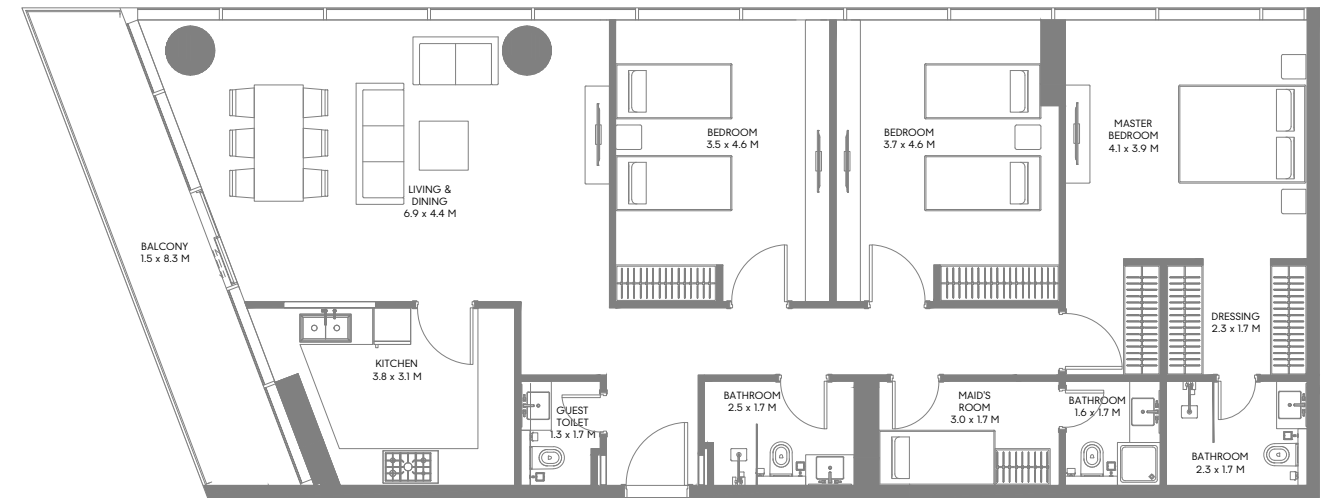 BEDROOM
3.5 x 4.6 M
BEDROOM
3.7 x 4.6 M
MASTER
BEDROOM
4.1 x 3.9 M
LIVING &
DINING
6.9 x 4.4 M
BALCONY
1.5 x 8.3 M
DRESSING
2.3 x 1.7 M
KITCHEN
3.8 x 3.1 M
GUEST
TOILET
1.3 x 1.7 M
BATHROOM
2.5 x 1.7 M
MAID'S
ROOM
3.0 x 1.7 M
BATHROOM
1.6 x 1.7 M
BATHROOM
2.3 x 1.7 M